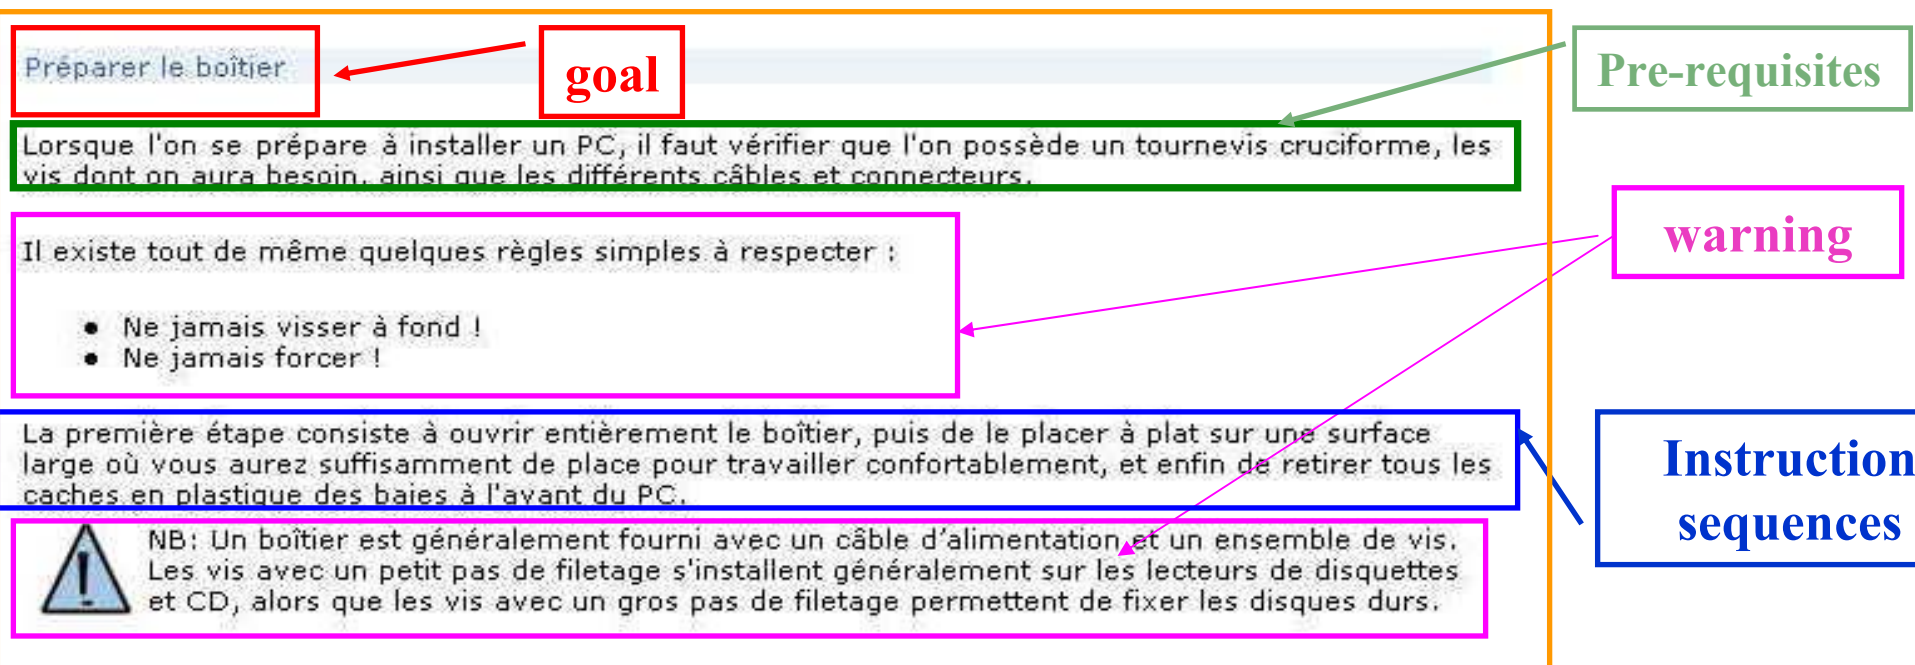 Préparer le boîtier
goal
Pre-requisites
Lorsque l'on se prépare à installer un PC, il faut vérifier que l'on possède un tournevis cruciforme, les
vis dont on aura besoin, ainsi que les différents câbles et connecteurs.
warning
Il existe tout de même quelques règles simples à respecter :
• Ne jamais visser à fond !
• Ne jamais forcer !
La première étape consiste à ouvrir entièrement le boîtier, puis de le placer à plat sur une surface
large où vous aurez suffisamment de place pour travailler confortablement, et enfin de retirer tous les
caches en plastique des baies à l'avant du PC.
Instruction
sequences
NB: Un boîtier est généralement fourni avec un câble d'alimentation et un ensemble de vis.
Les vis avec un petit pas de filetage s'installent généralement sur les lecteurs de disquettes
et CD, alors que les vis avec un gros pas de filetage permettent de fixer les disques durs.